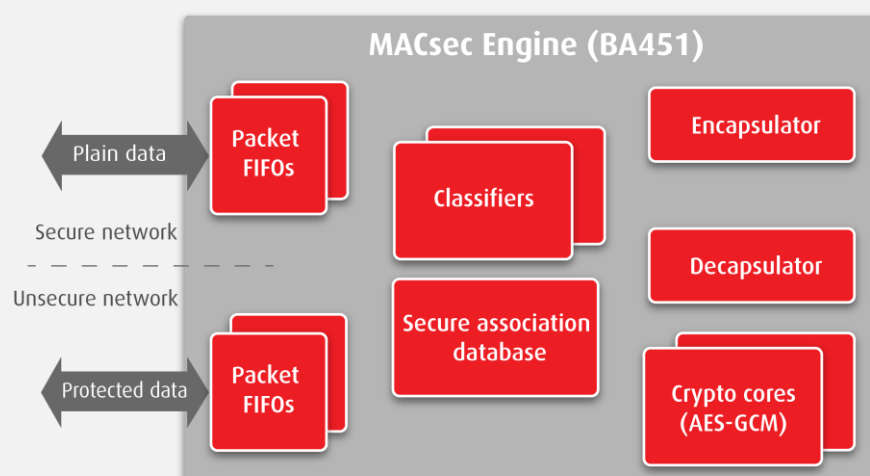 MACsec Engine (BA451)
Plain data
Packet
FIFOs
Classifiers
Encapsulator
Secure network
Unsecure network
Decapsulator
Secure association
database
Protected data
Packet
FIFOs
Crypto cores
(AES-GCM)